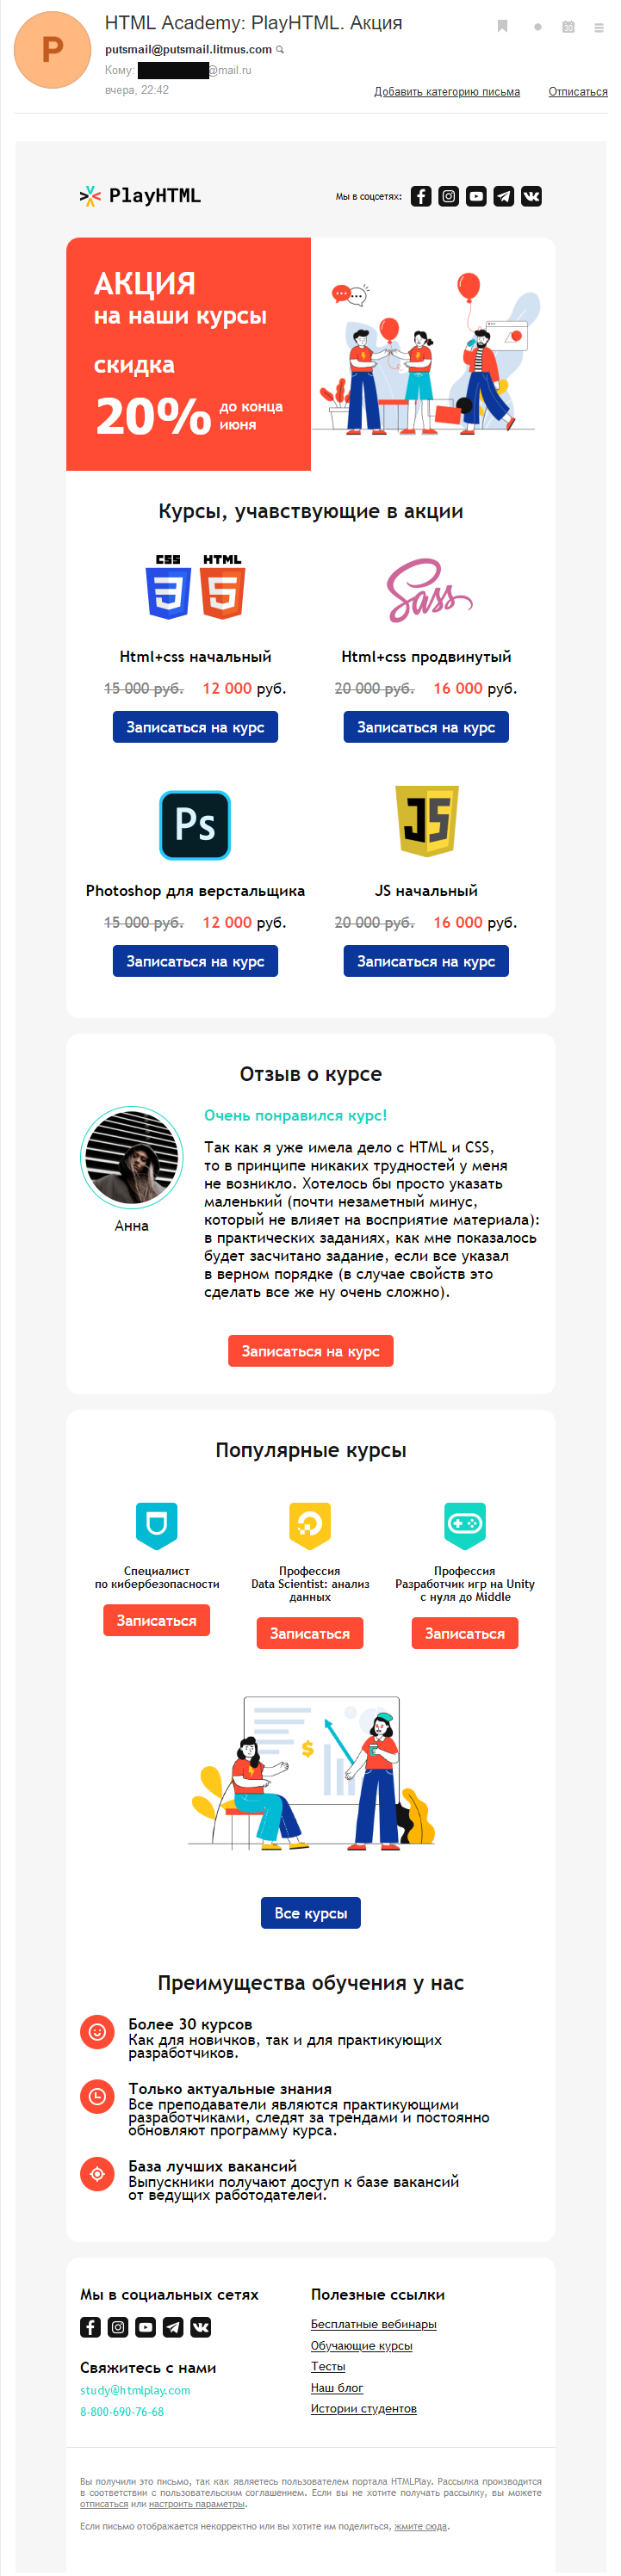 HTML Academy: PlayHTML. Акция
P
putsmail@putsmail.litmus.com
Кому: @mail.ru
вчера, 22:42
30
Добавить категорию письма Отписаться
PlayHTML
Мы в соцсетях:
АКЦИЯ
на наши курсы
скидка
20% до конца
июня
Курсы, учавствующие в акции
CSS HTML
3 5
Sass
Html+css начальный
Html+css продвинутый
15 000 руб. 12 000 руб.
20 000 руб. 16 000 руб.
Записаться на курс
Записаться на курс
Ps
JS
Photoshop для верстальщика
JS начальный
15 000 руб. 12 000 руб.
20 000 руб. 16 000 руб.
Записаться на курс
Записаться на курс
Отзыв о курсе
Очень понравился курс!
Так как я уже имела дело с HTML и CSS,
то в принципе никаких трудностей у меня
не возникло. Хотелось бы просто указать
маленький (почти незаметный минус,
который не влияет на восприятие материала):
в практических заданиях, как мне показалось
будет засчитано задание, если все указал
в верном порядке (в случае свойств это
сделать все же ну очень сложно).
Анна
Записаться на курс
Популярные курсы
Специалист
по кибербезопасности
Записаться
Профессия
Data Scientist: анализ
данных
Записаться
Профессия
Разработчик игр на Unity
с нуля до Middle
Записаться
$
Все курсы
Преимущества обучения у нас
Более 30 курсов
Как для новичков, так и для практикующих
разработчиков.
Только актуальные знания
Все преподаватели являются практикующими
разработчиками, следят за трендами и постоянно
обновляют программу курса.
База лучших вакансий
Выпускники получают доступ к базе вакансий
от ведущих работодателей.
Мы в социальных сетях
Свяжитесь с нами
study@htmlplay.com
8-800-690-76-68
Полезные ссылки
Бесплатные вебинары
Обучающие курсы
Тесты
Наш блог
Истории студентов
Вы получили это письмо, так как являетесь пользователем портала HTMLPlay. Рассылка производится
в соответствии с пользовательским соглашением. Если вы не хотите получать рассылку, вы можете
отписаться или настроить параметры.
Если письмо отображается некорректно или вы хотите им поделиться, жмите сюда.